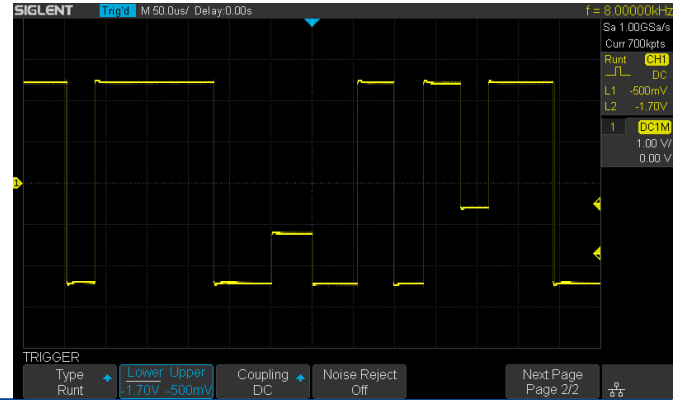 SIGLENT Trig'd M 50.0us/ Delay:0.00s f = 8.00000kHz
Sa 1.00GSa/s
Curr 700kpts
Runt CH1
DC
L1 -500mV
L2 -1.70V
1 DC1M
1.00 V/
0.00 V
1
TRIGGER
Type Lower Upper Coupling Noise Reject Next Page
Runt -1.70V -500mV DC Off Page 2/2